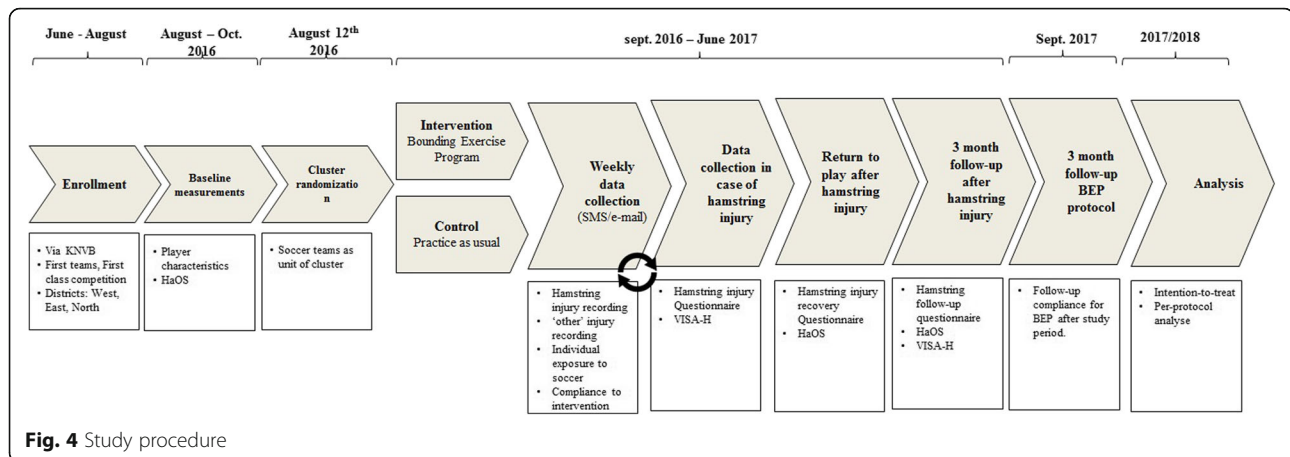 June - August
August – Oct.
2016
August 12th
2016
sept. 2016 – June 2017
Sept. 2017
2017/2018
Enrollment
Baseline
measurements
Cluster
randomizatio
n
Intervention
Bounding Exercise
Program
Control
Practice as usual
Weekly
data
collection
(SMS/e-mail)
Data
collection in
case of
hamstring
injury
Return to
play after
hamstring
injury
3 month
follow-up
after
hamstring
injury
3 month
follow-up
BEP
protocol
Analysis
• Via KNVB
• First teams, First
class competition
• Districts: West,
East, North
• Player
characteristics
• HaOS
• Soccer teams as
unit of cluster
• Hamstring
injury recording
• ‘other’ injury
recording
• Individual
exposure to
soccer
• Compliance to
intervention
• Hamstring injury
Questionnaire
• VISA-H
• Hamstring injury
recovery
Questionnaire
• HaOS
• Hamstring
follow-up
questionnaire
• HaOS
• VISA-H
• Follow-up
compliance for
BEP after study
period.
• Intention-to-treat
• Per-protocol
analyse
Fig. 4 Study procedure